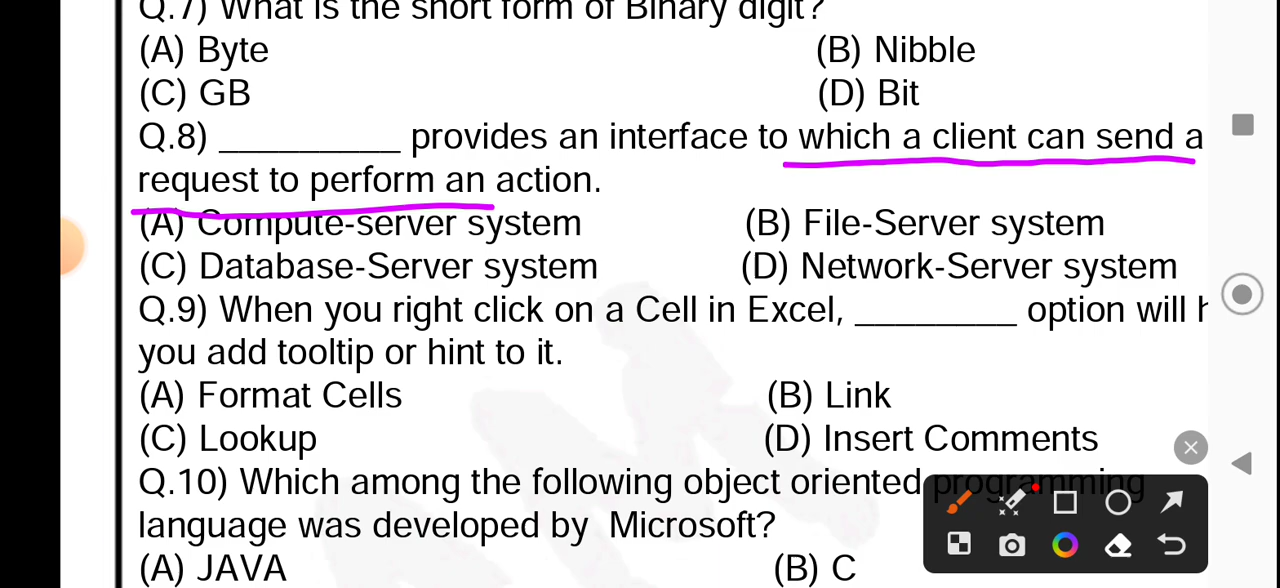 Q.7) What is the short form of Binary digit?
(A) Byte (B) Nibble
(C) GB (D) Bit
Q.8) __________ provides an interface to which a client can send a
request to perform an action.
(A) Compute-server system (B) File-Server system
(C) Database-Server system (D) Network-Server system
Q.9) When you right click on a Cell in Excel, _________ option will
you add tooltip or hint to it.
(A) Format Cells (B) Link
(C) Lookup (D) Insert Comments
Q.10) Which among the following object oriented programming
language was developed by Microsoft?
(A) JAVA (B) C